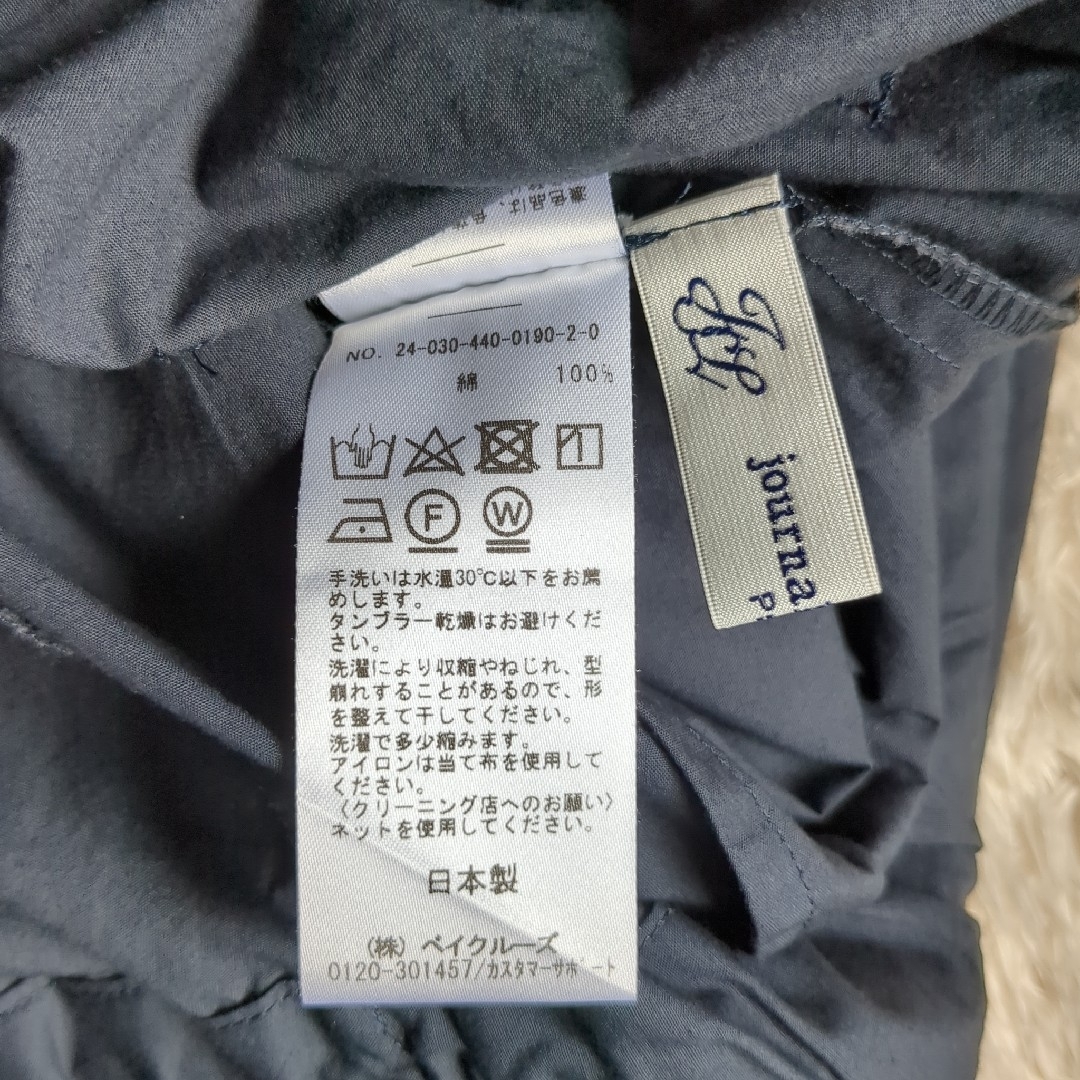 濃色品は、
NO. 24-030-440-0190-2-0
綿 100%
F W
手洗いは水温30℃以下をお薦
めします。
タンブラー乾燥はお避けくだ
さい。
洗濯により収縮やねじれ、型
崩れすることがあるので、形
を整えて干してください。
洗濯で多少縮みます。
アイロンは当て布を使用して
ください。
〈クリーニング店へのお願い〉
ネットを使用してください。
日本製
(株) ベイクルーズ
0120-301457/カスタマーサポート
journa